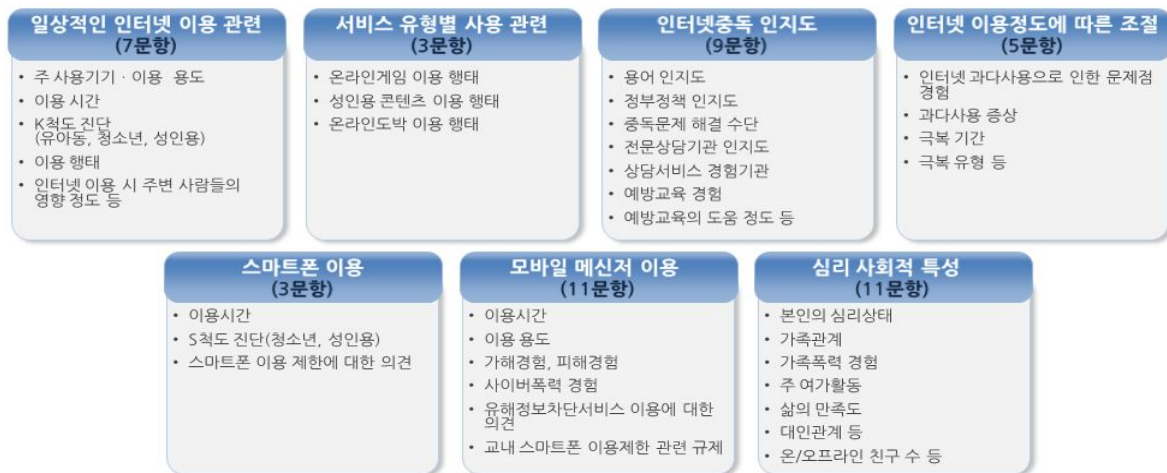 일상적인 인터넷 이용 관련
(7문항)
• 주 사용기기 · 이용 용도
• 이용 시간
• K척도 진단
(유아동, 청소년, 성인용)
• 이용 행태
• 인터넷 이용 시 주변 사람들의
영향 정도 등
서비스 유형별 사용 관련
(3문항)
• 온라인게임 이용 행태
• 성인용 콘텐츠 이용 행태
• 온라인도박 이용 행태
인터넷중독 인지도
(9문항)
• 용어 인지도
• 정부정책 인지도
• 중독문제 해결 수단
• 전문상담기관 인지도
• 상담서비스 경험기관
• 예방교육 경험
• 예방교육의 도움 정도 등
인터넷 이용정도에 따른 조절
(5문항)
• 인터넷 과다사용으로 인한 문제점
경험
• 과다사용 증상
• 극복 기간
• 극복 유형 등
스마트폰 이용
(3문항)
• 이용시간
• S척도 진단(청소년, 성인용)
• 스마트폰 이용 제한에 대한 의견
모바일 메신저 이용
(11문항)
• 이용시간
• 이용 용도
• 가해경험, 피해경험
• 사이버폭력 경험
• 유해정보차단서비스 이용에 대한
의견
• 교내 스마트폰 이용제한 관련 규제
심리 사회적 특성
(11문항)
• 본인의 심리상태
• 가족관계
• 가족폭력 경험
• 주 여가활동
• 삶의 만족도
• 대인관계 등
• 온/오프라인 친구 수 등